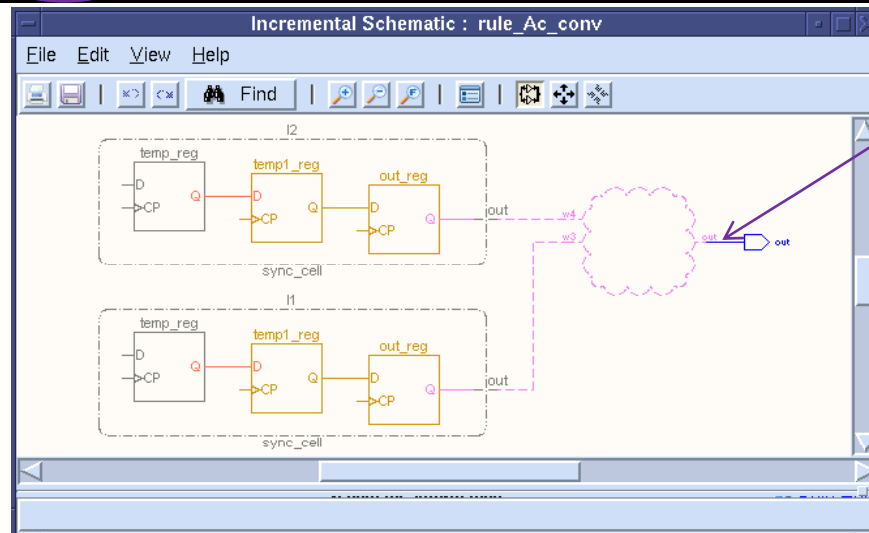 Incremental Schematic : rule_Ac_conv
File Edit View Help
Find
I2
temp_reg
D
Q
CP
temp1_reg
D
Q
CP
out_reg
D
Q
CP
out
w4
w3
out
out
sync_cell
I1
temp_reg
D
Q
CP
temp1_reg
D
Q
CP
out_reg
D
Q
CP
out
sync_cell